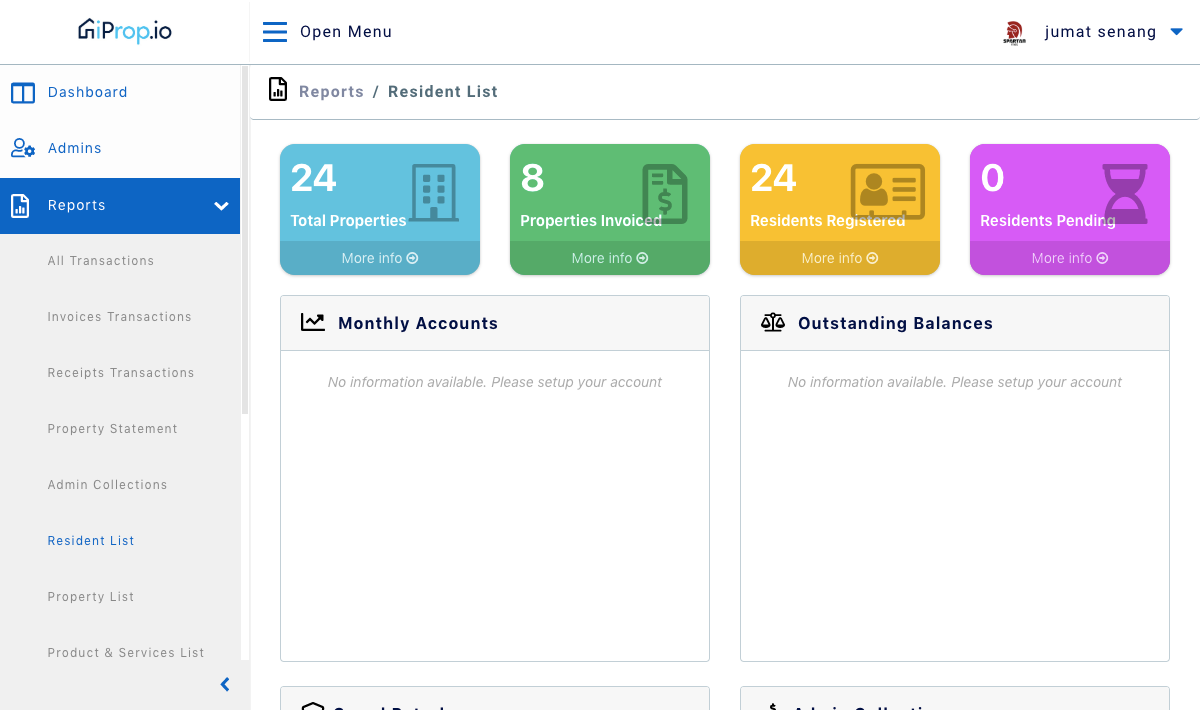 iProp.io
Open Menu
SPARTAN
jumat senang
Dashboard
Admins
Reports
All Transactions
Invoices Transactions
Receipts Transactions
Property Statement
Admin Collections
Resident List
Property List
Product & Services List
Reports / Resident List
24
Total Properties
More info
8
Properties Invoiced
More info
24
Residents Registered
More info
0
Residents Pending
More info
Monthly Accounts
No information available. Please setup your account
Outstanding Balances
No information available. Please setup your account